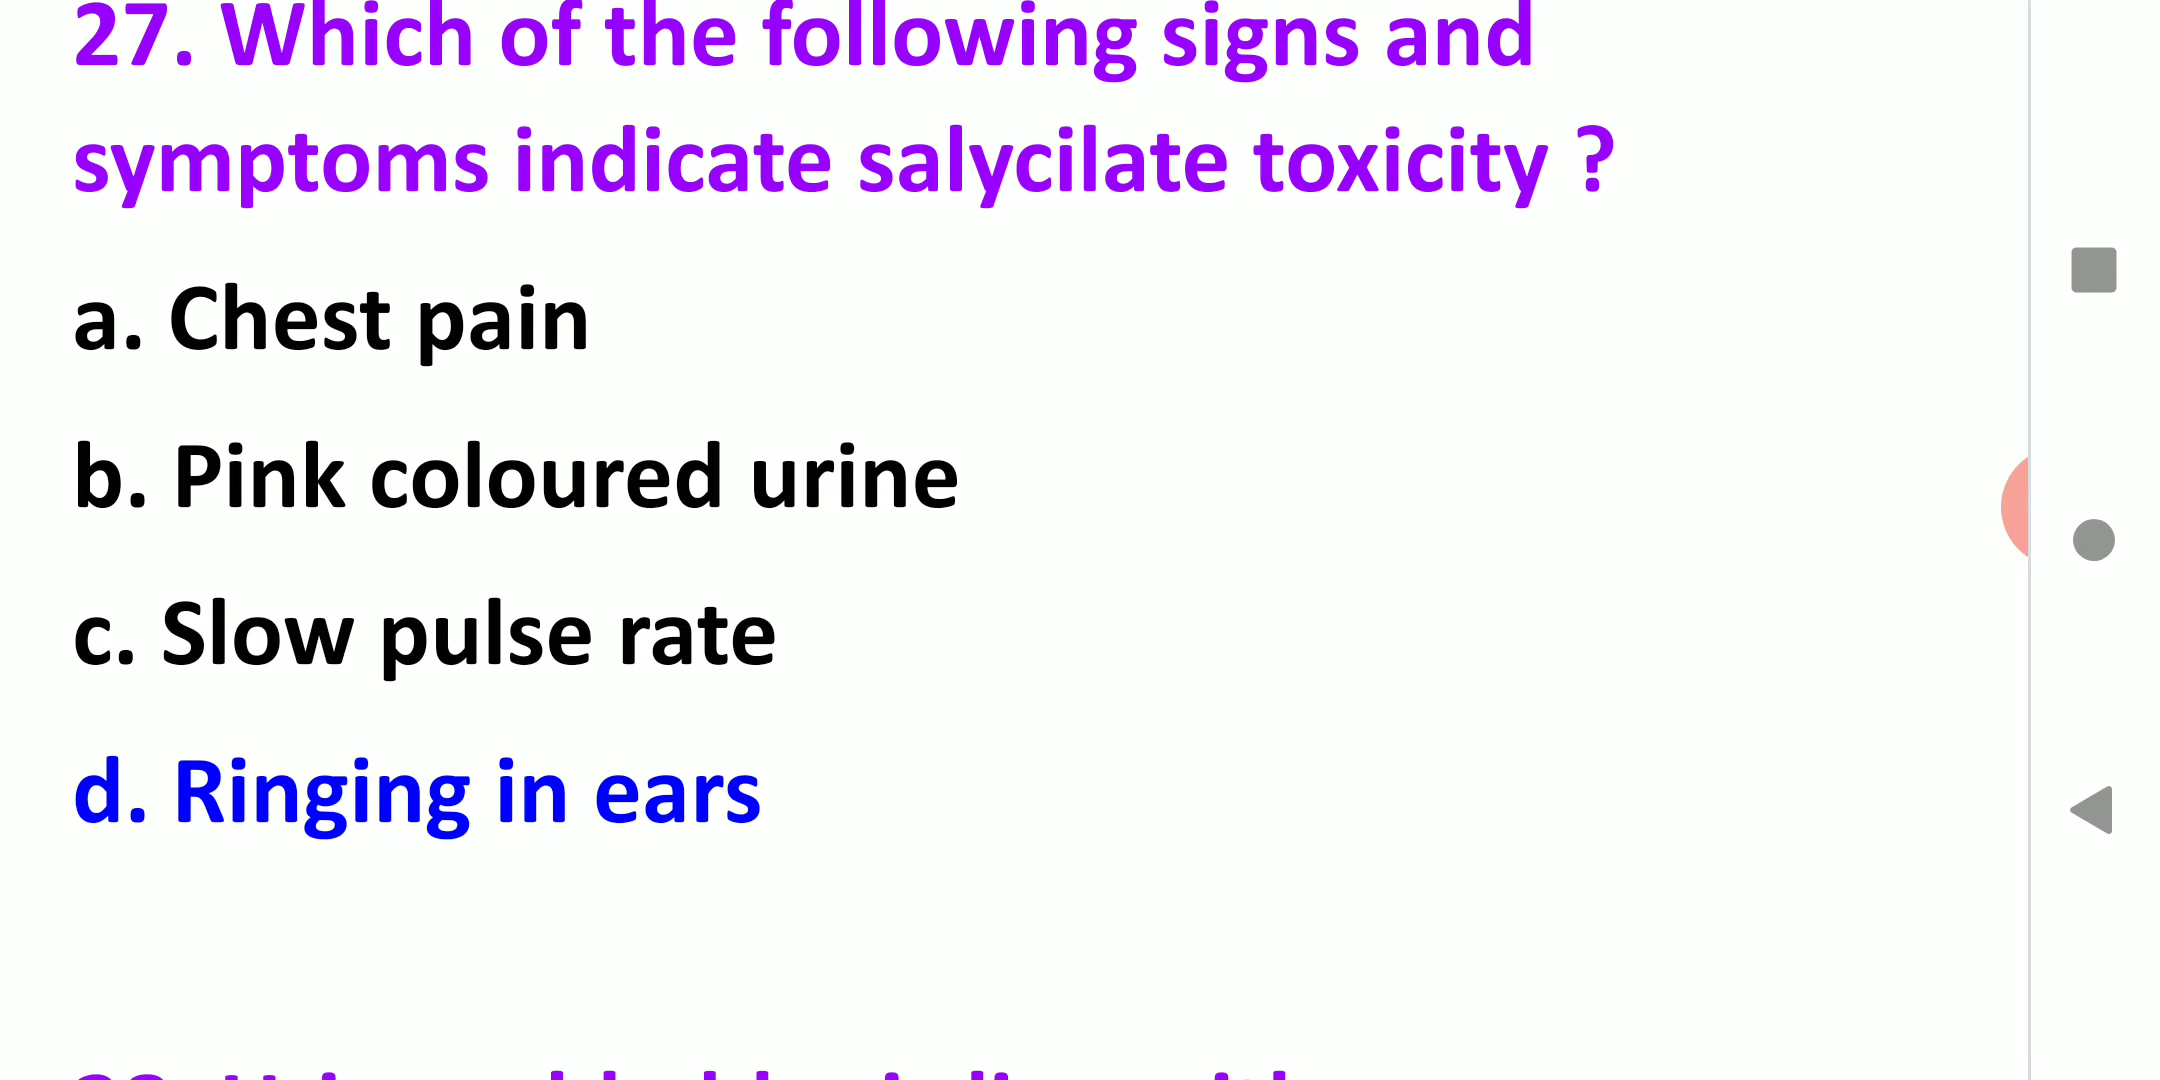 27. Which of the following signs and
symptoms indicate salycilate toxicity ?
a. Chest pain
b. Pink coloured urine
c. Slow pulse rate
d. Ringing in ears